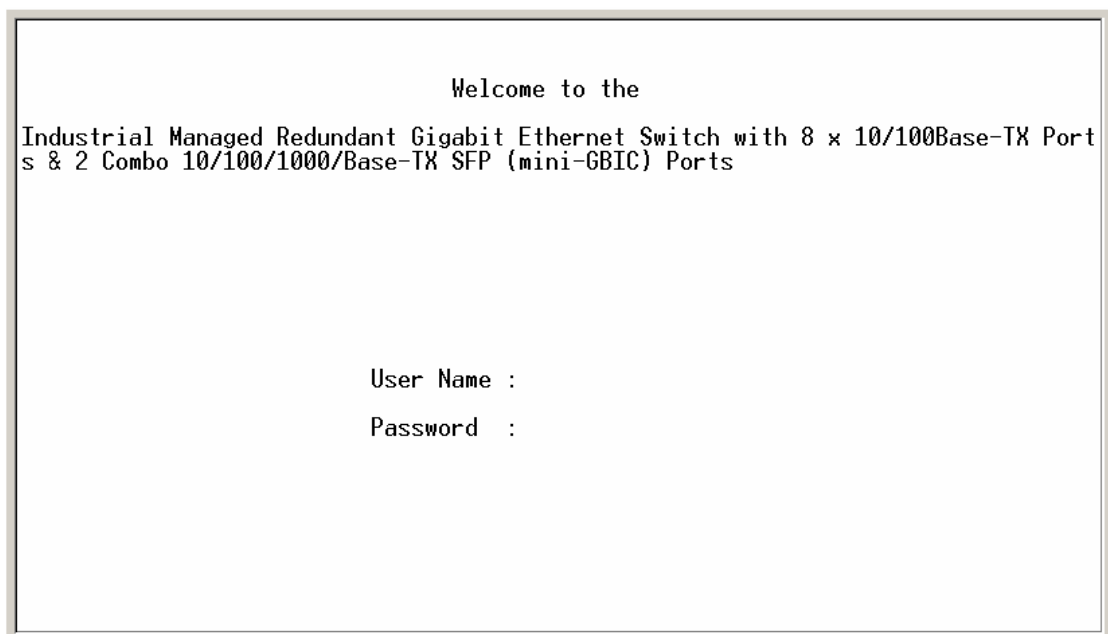 Welcome to the
Industrial Managed Redundant Gigabit Ethernet Switch with 8 x 10/100Base-TX Port
s & 2 Combo 10/100/1000/Base-TX SFP (mini-GBIC) Ports
User Name :
Password :